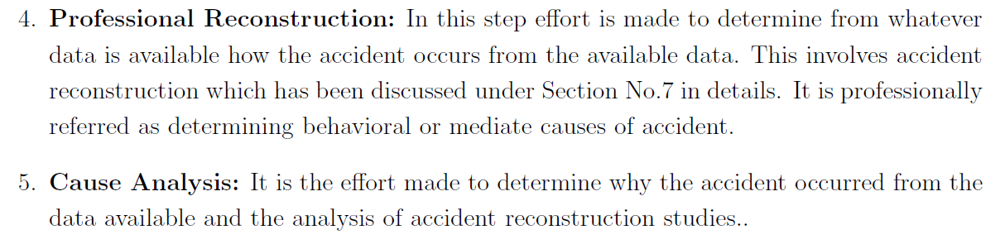 4. Professional Reconstruction: In this step effort is made to determine from whatever
data is available how the accident occurs from the available data. This involves accident
reconstruction which has been discussed under Section No.7 in details. It is professionally
referred as determining behavioral or mediate causes of accident.
5. Cause Analysis: It is the effort made to determine why the accident occurred from the
data available and the analysis of accident reconstruction studies..